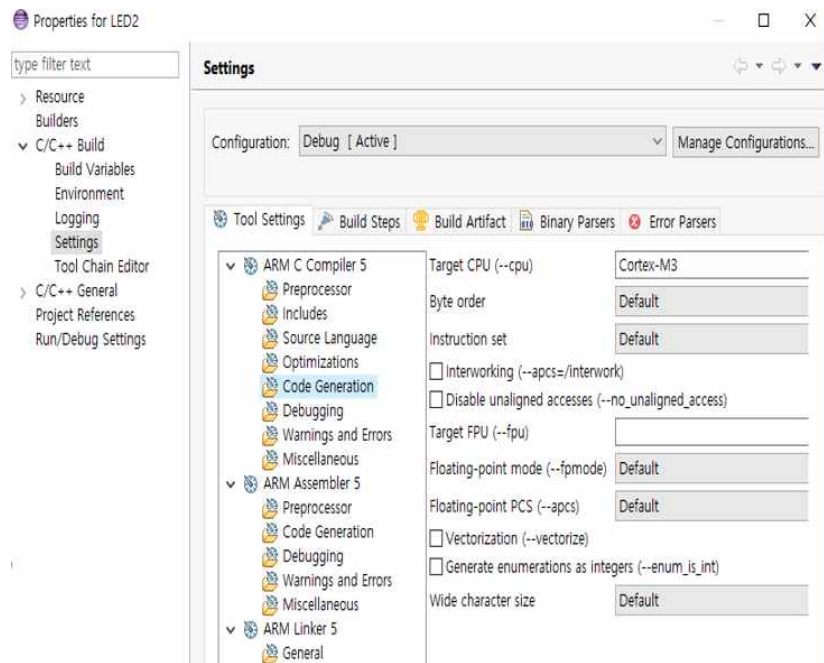 Properties for LED2
type filter text
Resource
Builders
C/C++ Build
Build Variables
Environment
Logging
Settings
Tool Chain Editor
C/C++ General
Project References
Run/Debug Settings
Settings
Configuration: Debug [ Active ] Manage Configurations...
Tool Settings Build Steps Build Artifact Binary Parsers Error Parsers
ARM C Compiler 5
Preprocessor
Includes
Source Language
Optimizations
Code Generation
Debugging
Warnings and Errors
Miscellaneous
ARM Assembler 5
Preprocessor
Code Generation
Debugging
Warnings and Errors
Miscellaneous
ARM Linker 5
General
Target CPU (--cpu) Cortex-M3
Byte order Default
Instruction set Default
Interworking (--apcs=/interwork)
Disable unaligned accesses (--no_unaligned_access)
Target FPU (--fpu)
Floating-point mode (--fpmode) Default
Floating-point PCS (--apcs) Default
Vectorization (--vectorize)
Generate enumerations as integers (--enum_is_int)
Wide character size Default